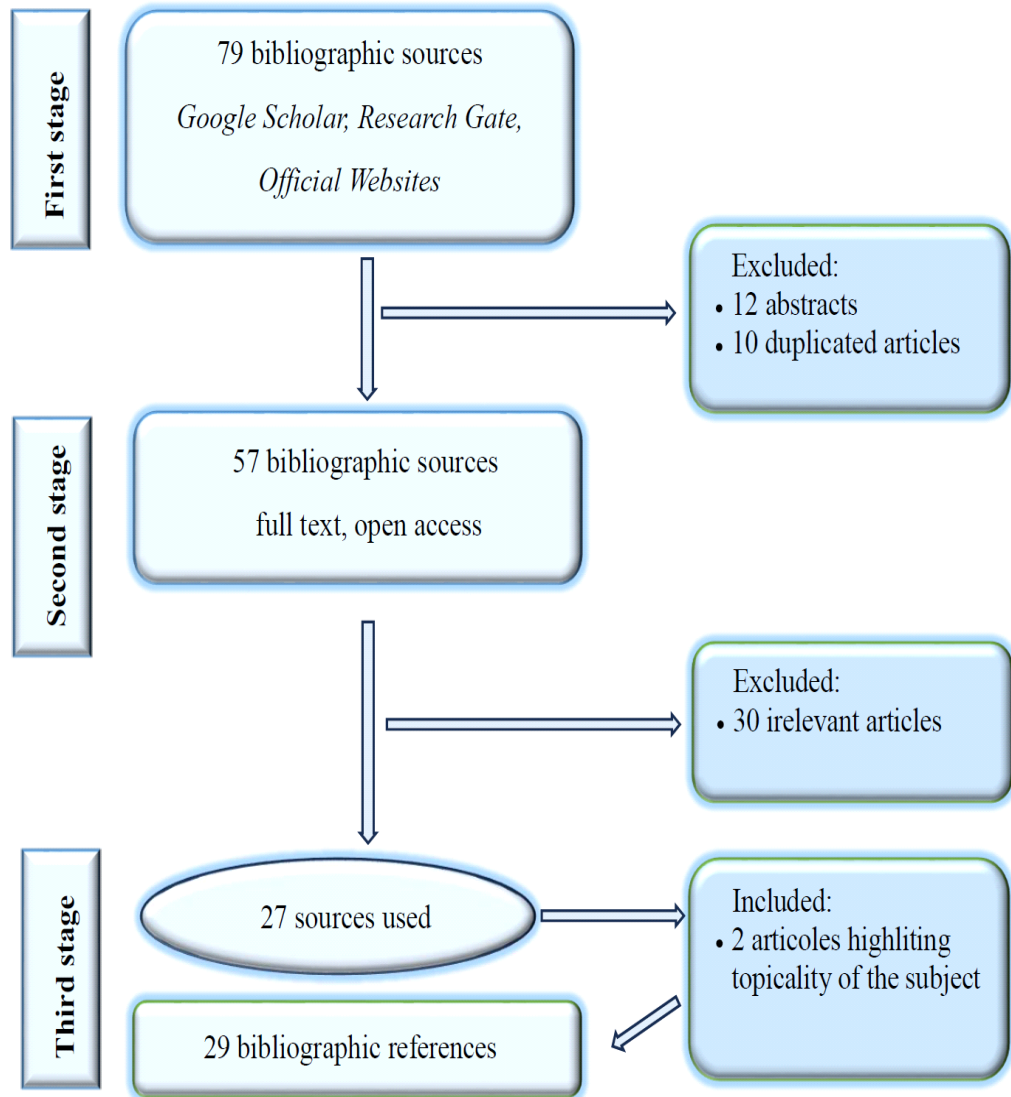 First stage
79 bibliographic sources
Google Scholar, Research Gate,
Official Websites
Excluded:
• 12 abstracts
• 10 duplicated articles
Second stage
57 bibliographic sources
full text, open access
Excluded:
• 30 irelevant articles
Third stage
27 sources used
Included:
• 2 articoles highliting
topicality of the subject
29 bibliographic references